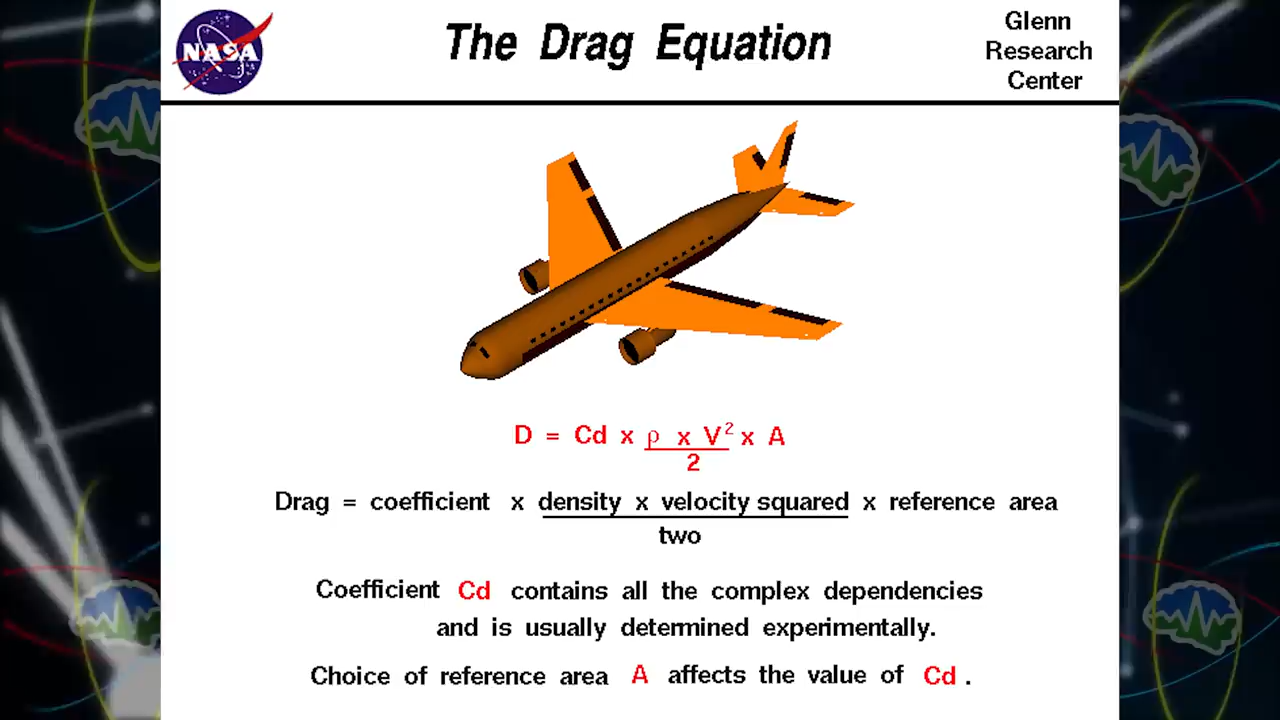 NASA
The Drag Equation
Glenn
Research
Center
D = Cd x ρ x V² x A
2
Drag = coefficient x density x velocity squared x reference area
two
Coefficient Cd contains all the complex dependencies
and is usually determined experimentally.
Choice of reference area A affects the value of Cd .